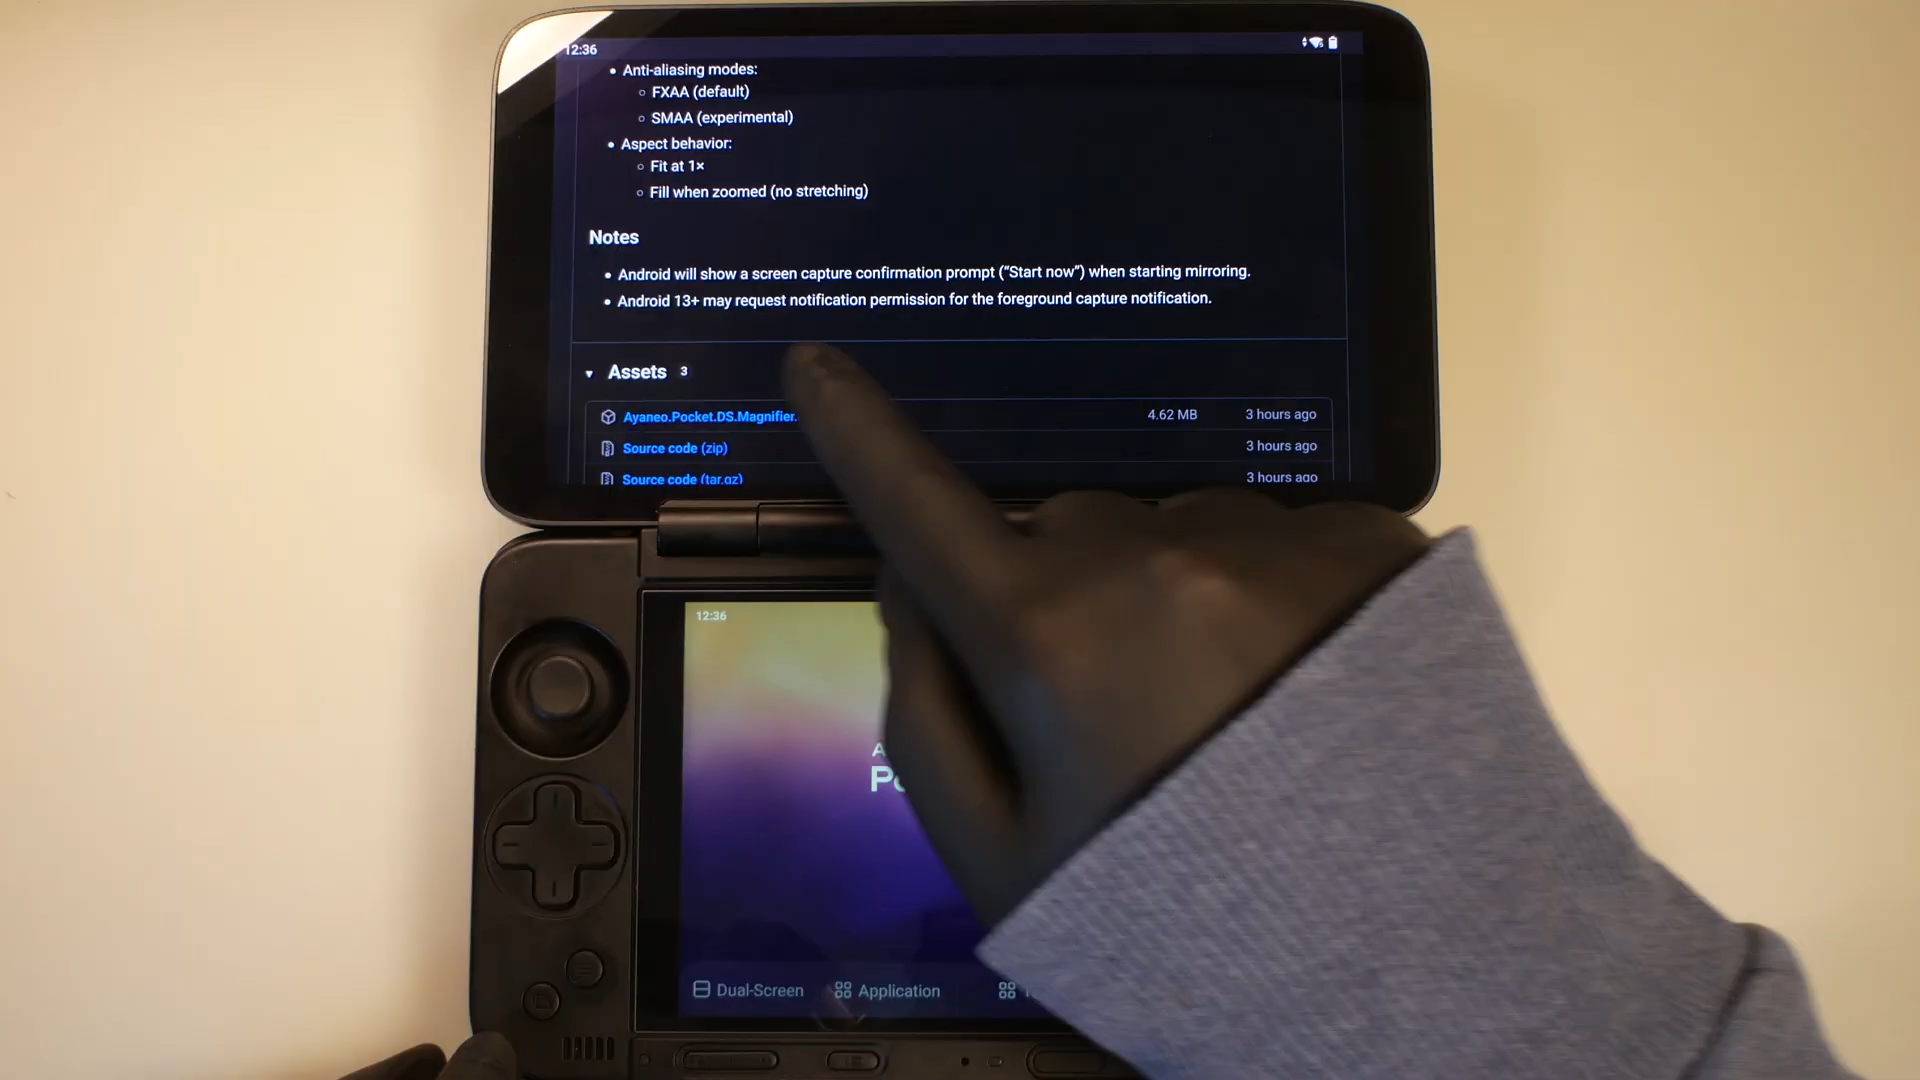 12:36
• Anti-aliasing modes:
○ FXAA (default)
○ SMAA (experimental)
• Aspect behavior:
○ Fit at 1×
○ Fill when zoomed (no stretching)
Notes
• Android will show a screen capture confirmation prompt (“Start now”) when starting mirroring.
• Android 13+ may request notification permission for the foreground capture notification.
Assets 3
Ayaneo.Pocket.DS.Magnifier. 4.62 MB 3 hours ago
Source code (zip) 3 hours ago
Source code (tar.gz) 3 hours ago
12:36
Dual-Screen Application